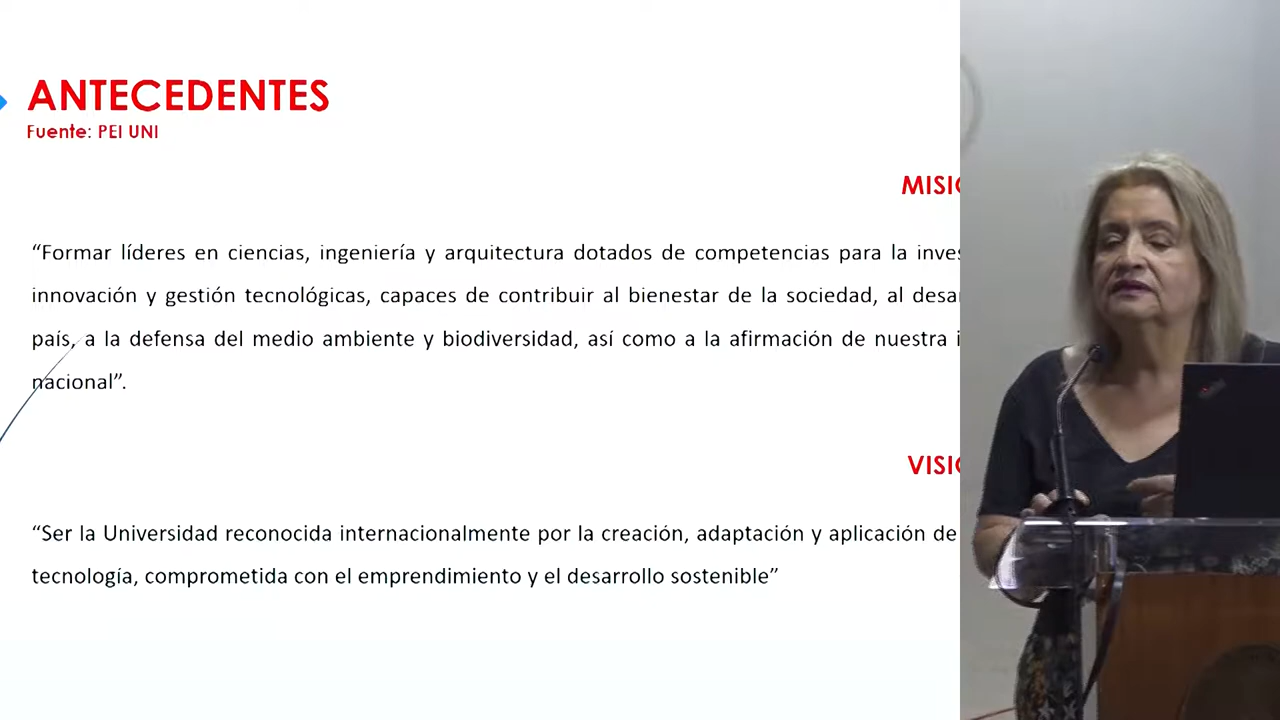 ANTECEDENTES
Fuente: PEI UNI
MISIÓ
“Formar líderes en ciencias, ingeniería y arquitectura dotados de competencias para la inves
innovación y gestión tecnológicas, capaces de contribuir al bienestar de la sociedad, al desar
país, a la defensa del medio ambiente y biodiversidad, así como a la afirmación de nuestra i
nacional”.
VISIÓ
“Ser la Universidad reconocida internacionalmente por la creación, adaptación y aplicación de
tecnología, comprometida con el emprendimiento y el desarrollo sostenible”